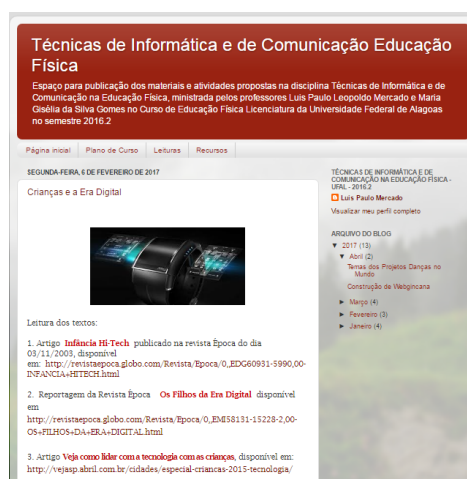 Técnicas de Informática e de Comunicação Educação
Física
Espaço para publicação dos materiais e atividades propostas na disciplina Técnicas de Informática e de
Comunicação na Educação Física, ministrada pelos professores Luis Paulo Leopoldo Mercado e Maria
Gisélia da Silva Gomes no Curso de Educação Física Licenciatura da Universidade Federal de Alagoas
no semestre 2016.2
Página inicial Plano de Curso Leituras Recursos
SEGUNDA-FEIRA, 6 DE FEVEREIRO DE 2017
Crianças e a Era Digital
Leitura dos textos:
1. Artigo Infância Hi-Tech publicado na revista Época do dia
03/11/2003, disponível
em: http://revistaepoca.globo.com/Revista/Epoca/0,,EDG60931-5990,00-
INFANCIA+HITECH.html
2. Reportagem da Revista Época Os Filhos da Era Digital disponível
em
http://revistaepoca.globo.com/Revista/Epoca/0,,EMI58131-15228-2,00-
OS+FILHOS+DA+ERA+DIGITAL.html
3. Artigo Veja como lidar com a tecnologia com as crianças, disponível em:
http://vejasp.abril.com.br/cidades/especial-criancas-2015-tecnologia/
TÉCNICAS DE INFORMÁTICA E DE
COMUNICAÇÃO NA EDUCAÇÃO FÍSICA -
UFAL - 2016.2
Luis Paulo Mercado
Visualizar meu perfil completo
ARQUIVO DO BLOG
▼ 2017 (13)
▼ Abril (2)
Temas dos Projetos Danças no
Mundo
Construção de Webgincana
► Março (4)
► Fevereiro (3)
► Janeiro (4)